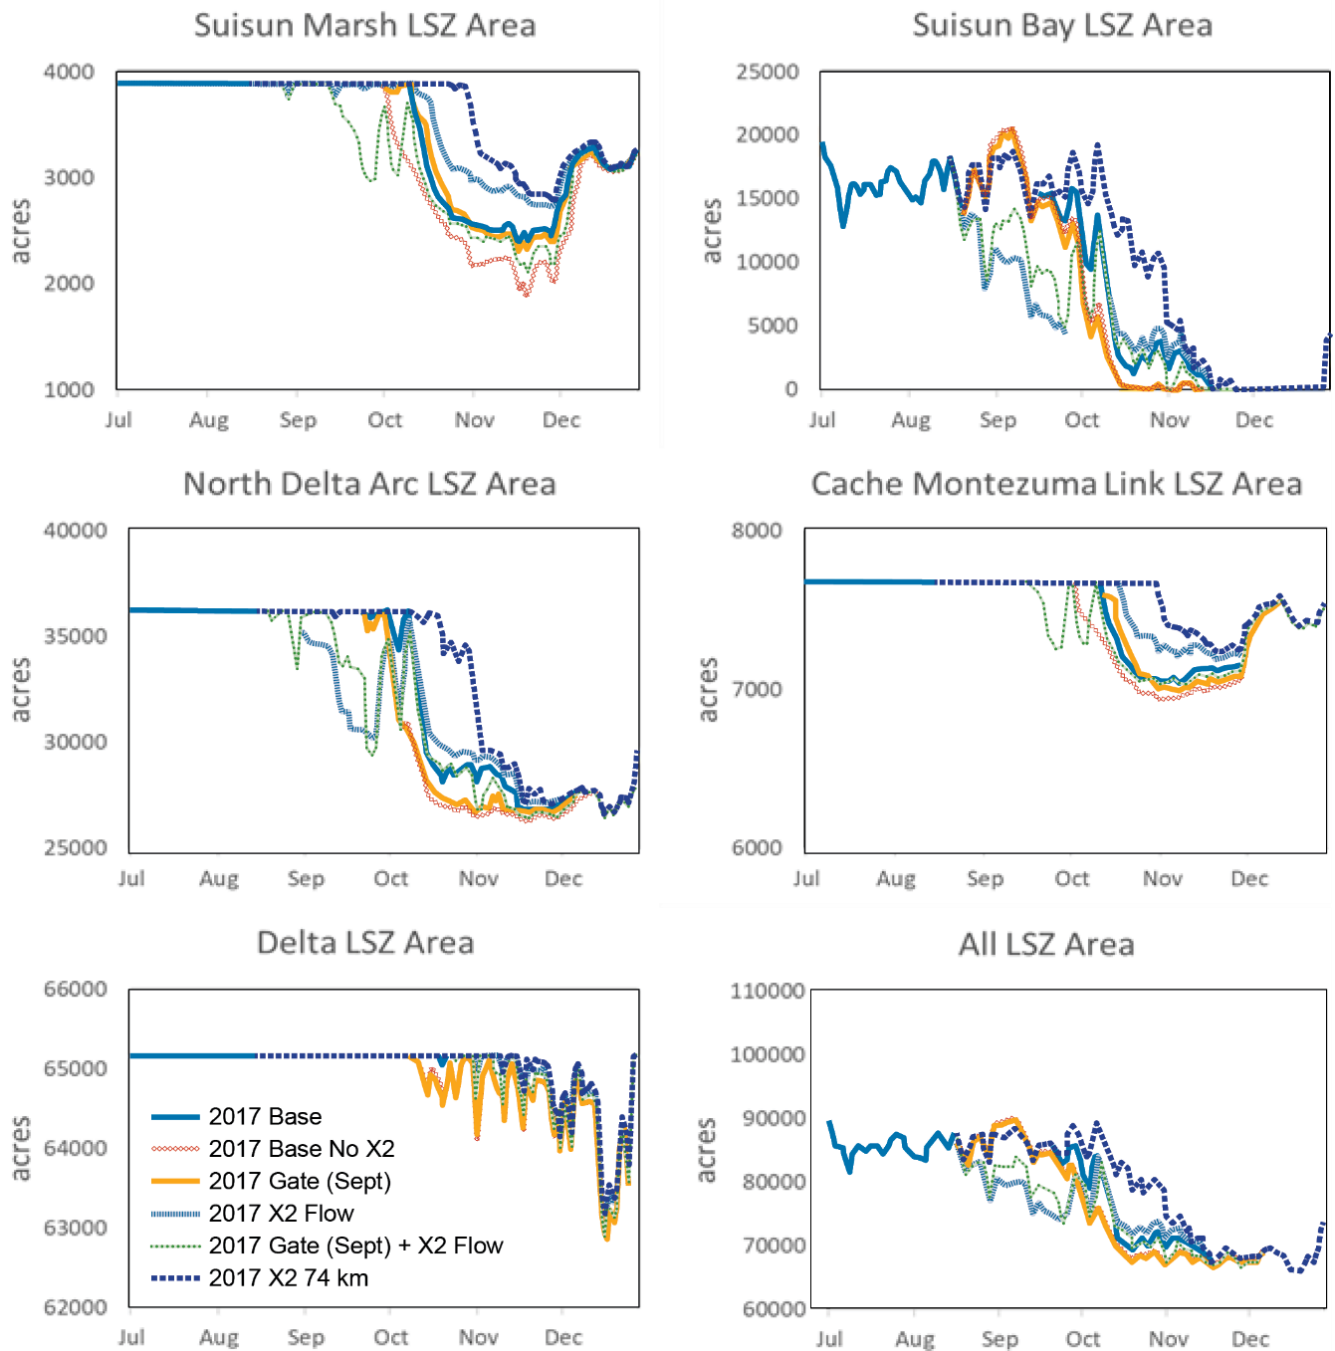 Suisun Marsh LSZ Area
4000
3000
2000
1000
acres
Jul Aug Sep Oct Nov Dec
Suisun Bay LSZ Area
25000
20000
15000
10000
5000
0
acres
Jul Aug Sep Oct Nov Dec
North Delta Arc LSZ Area
40000
35000
30000
25000
acres
Jul Aug Sep Oct Nov Dec
Cache Montezuma Link LSZ Area
8000
7000
6000
acres
Jul Aug Sep Oct Nov Dec
Delta LSZ Area
66000
65000
64000
63000
62000
acres
2017 Base
2017 Base No X2
2017 Gate (Sept)
2017 X2 Flow
2017 Gate (Sept) + X2 Flow
2017 X2 74 km
Jul Aug Sep Oct Nov Dec
All LSZ Area
110000
100000
90000
80000
70000
60000
acres
Jul Aug Sep Oct Nov Dec